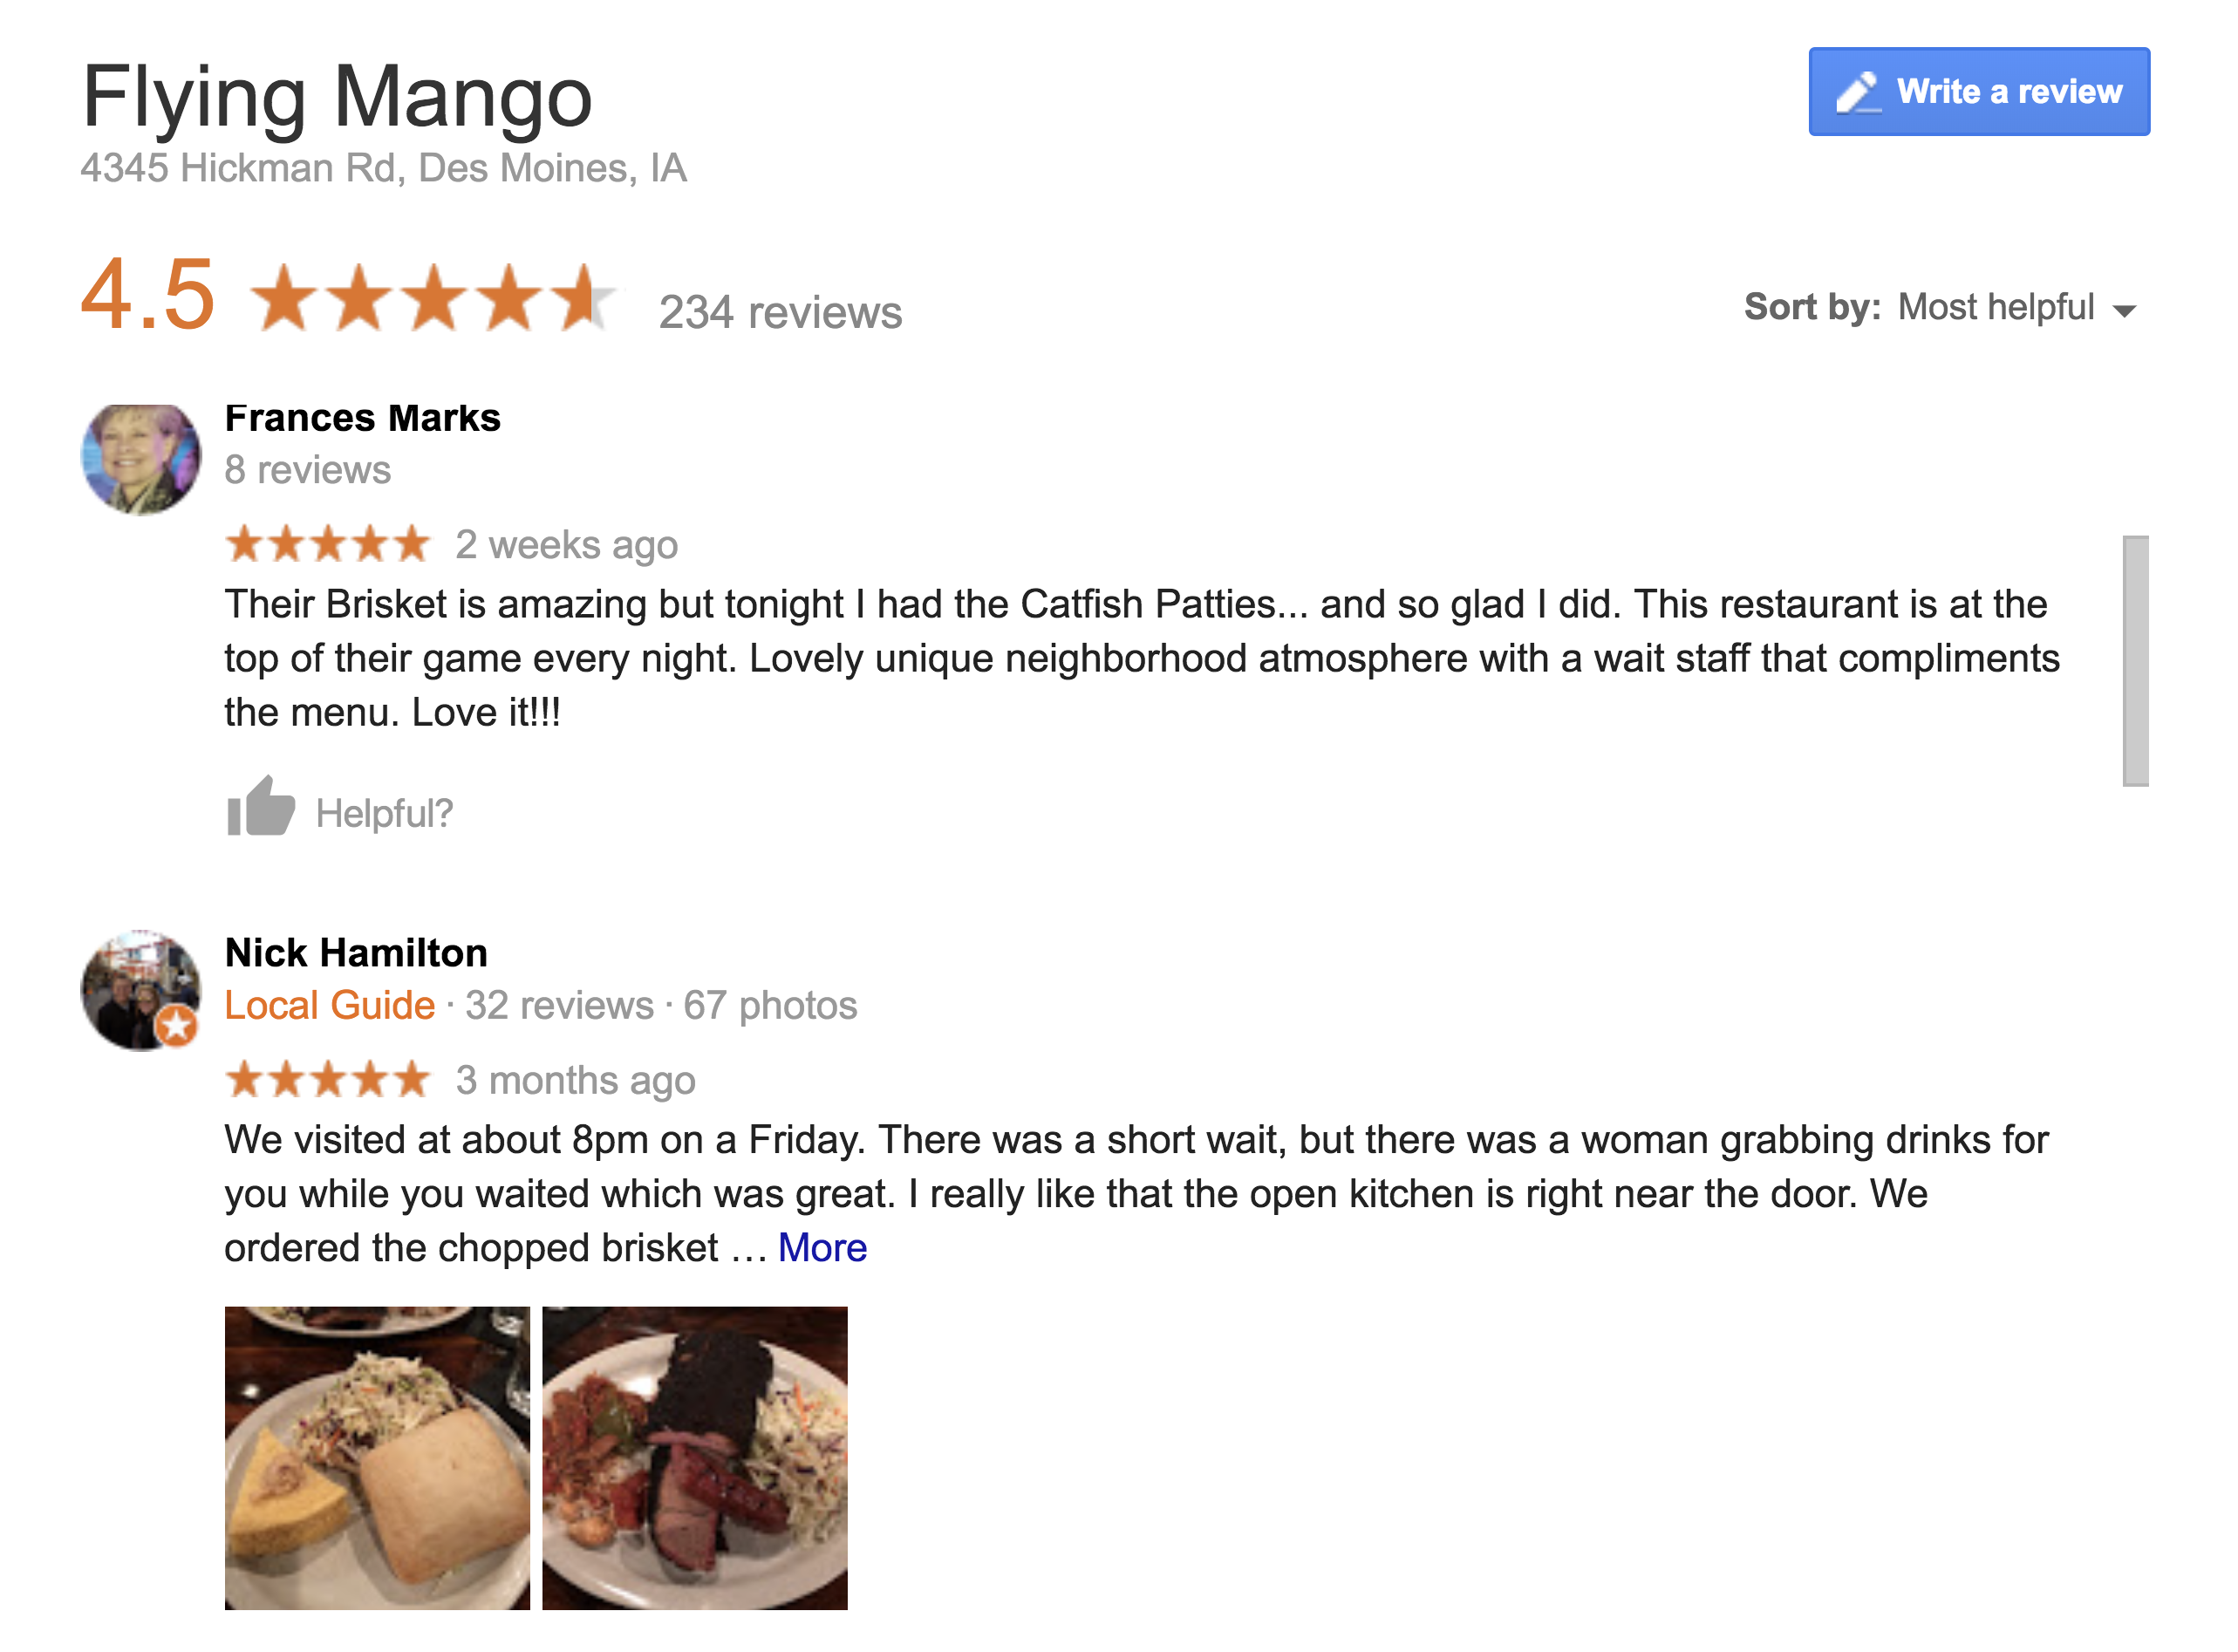 Flying Mango
Write a review
4345 Hickman Rd, Des Moines, IA
4.5 234 reviews
Sort by: Most helpful
Frances Marks
8 reviews
2 weeks ago
Their Brisket is amazing but tonight I had the Catfish Patties... and so glad I did. This restaurant is at the
top of their game every night. Lovely unique neighborhood atmosphere with a wait staff that compliments
the menu. Love it!!!
Helpful?
Nick Hamilton
Local Guide · 32 reviews · 67 photos
3 months ago
We visited at about 8pm on a Friday. There was a short wait, but there was a woman grabbing drinks for
you while you waited which was great. I really like that the open kitchen is right near the door. We
ordered the chopped brisket … More